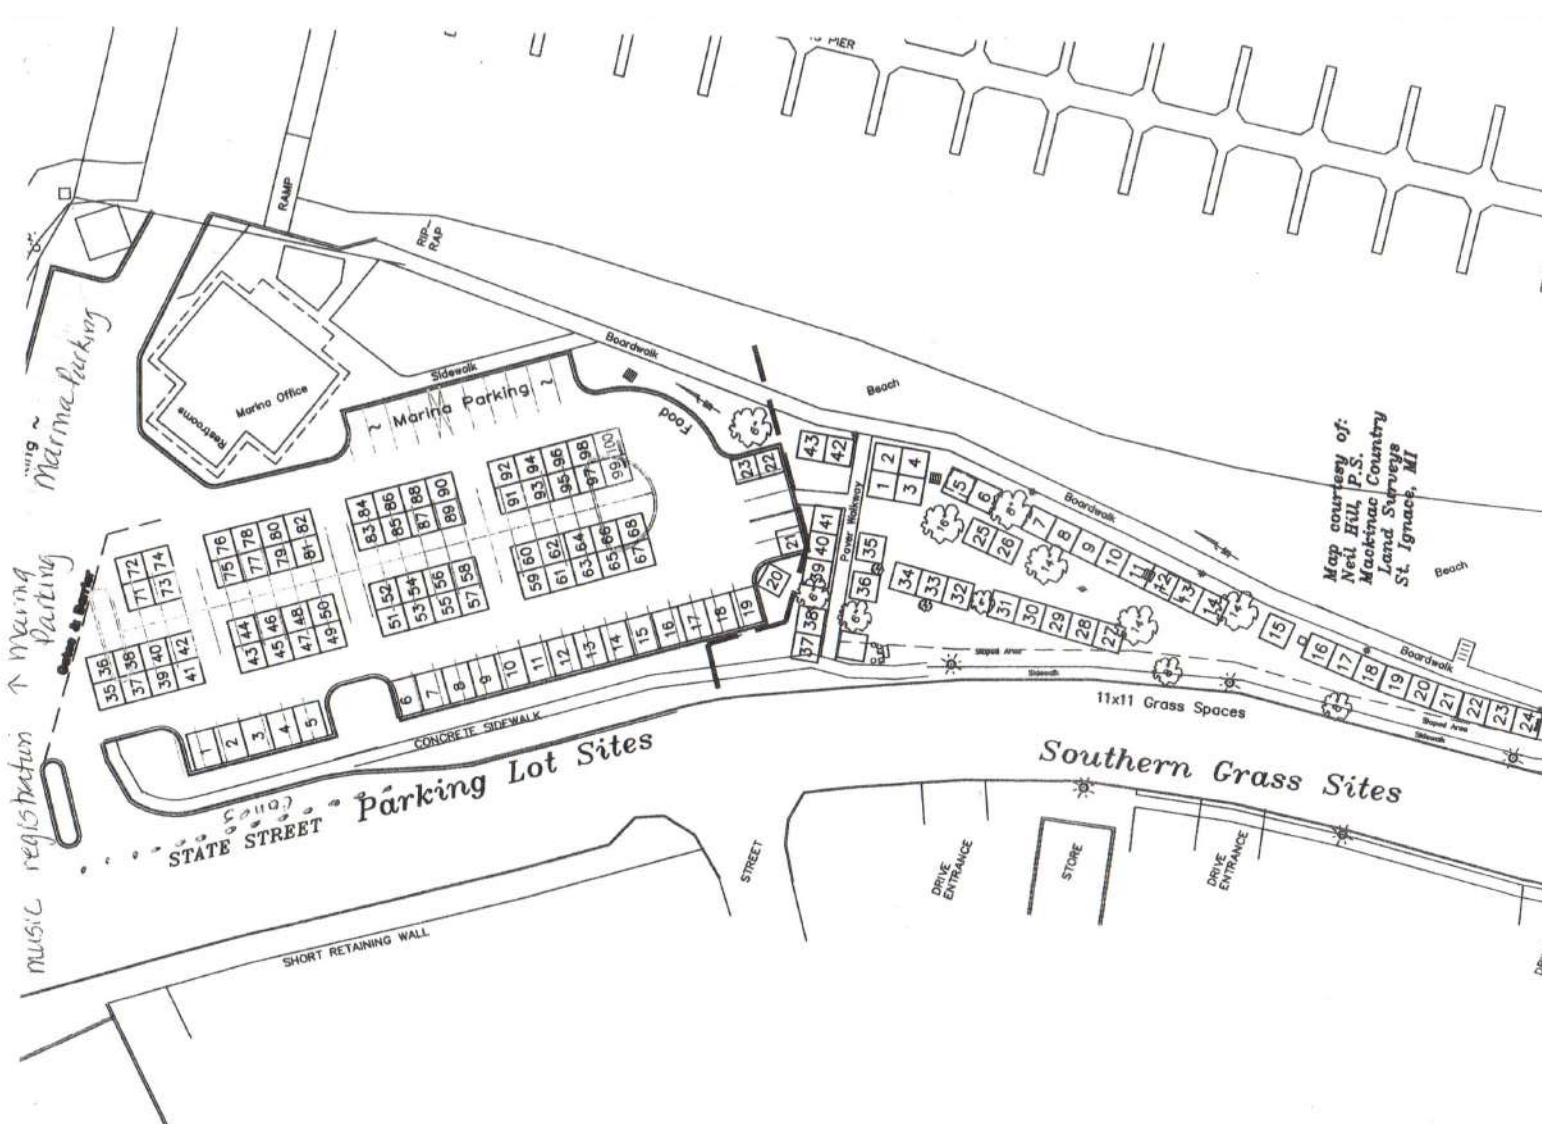 PIER
RAMP
RIP-
RAP
Marina Parking
Restrooms
Marina Office
Sidewalk
~ Marina Parking ~
Boardwalk
Food
Beach
Map courtesy of:
Neil Hill, P.S.
Mackinac Country
Land Surveys
St. Ignace, MI
Beach
Boardwalk
Boardwalk
Paver Walkway
music registration ↑ marina
Parking
71 72
73 74
75 76
77 78
79 80
81 82
83 84
85 86
87 88
89 90
91 92
93 94
95 96
97 98
99 100
35 36
37 38
39 40
41 42
43 44
45 46
47 48
49 50
51 52
53 54
55 56
57 58
59 60
61 62
63 64
65 66
67 68
1 2 3 4 5
6 7 8 9 10 11 12 13 14 15 16 17 18 19
20
21
23 22
43 42
41 40 39 38 37
1 2
3 4
5 6
7 8 9 10 11 12 13 14
15
16 17 18 19 20 21 22 23 24
25 26
35 36
34 33 32
31 30 29 28 27
Sloped Area
Sidewalk
11x11 Grass Spaces
Sloped Area
Sidewalk
CONCRETE SIDEWALK
Parking Lot Sites
Southern Grass Sites
Cones
STATE STREET
STREET
SHORT RETAINING WALL
DRIVE
ENTRANCE
STORE
DRIVE
ENTRANCE